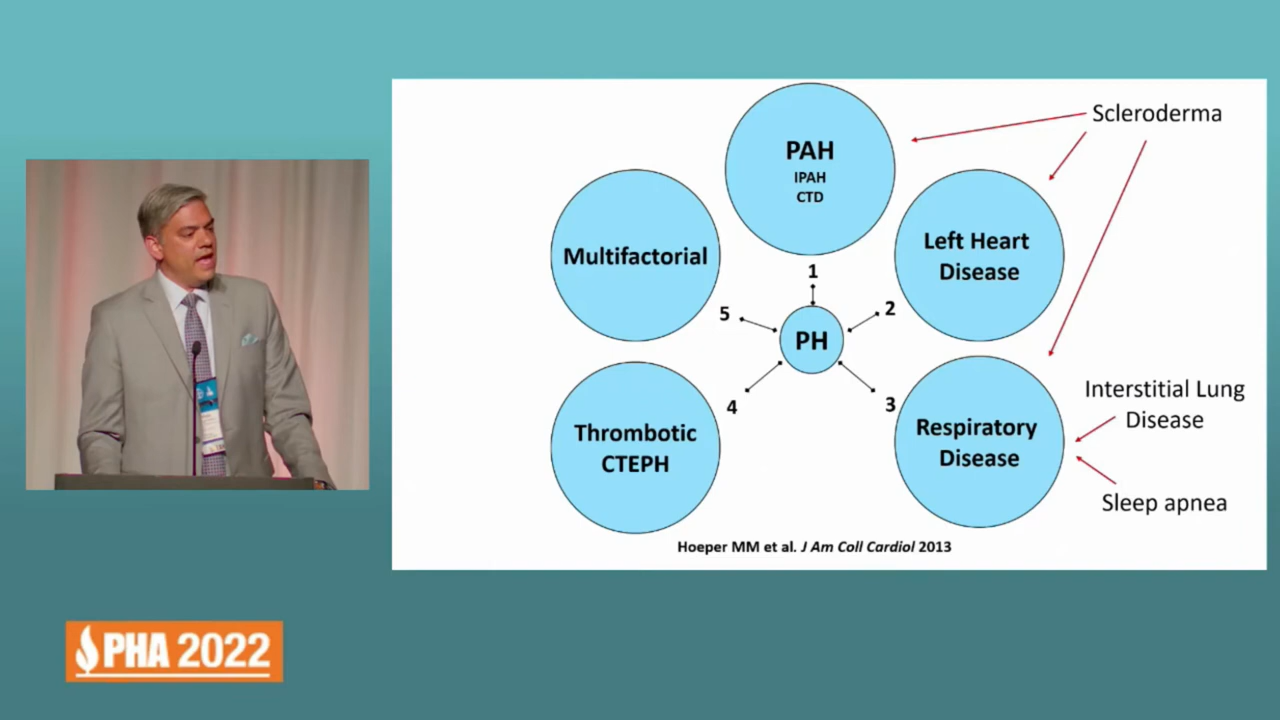 PAH
IPAH
CTD
Scleroderma
Multifactorial
Left Heart
Disease
1
5
2
PH
4
3
Thrombotic
CTEPH
Respiratory
Disease
Interstitial Lung
Disease
Sleep apnea
Hoeper MM et al. J Am Coll Cardiol 2013
PHA 2022